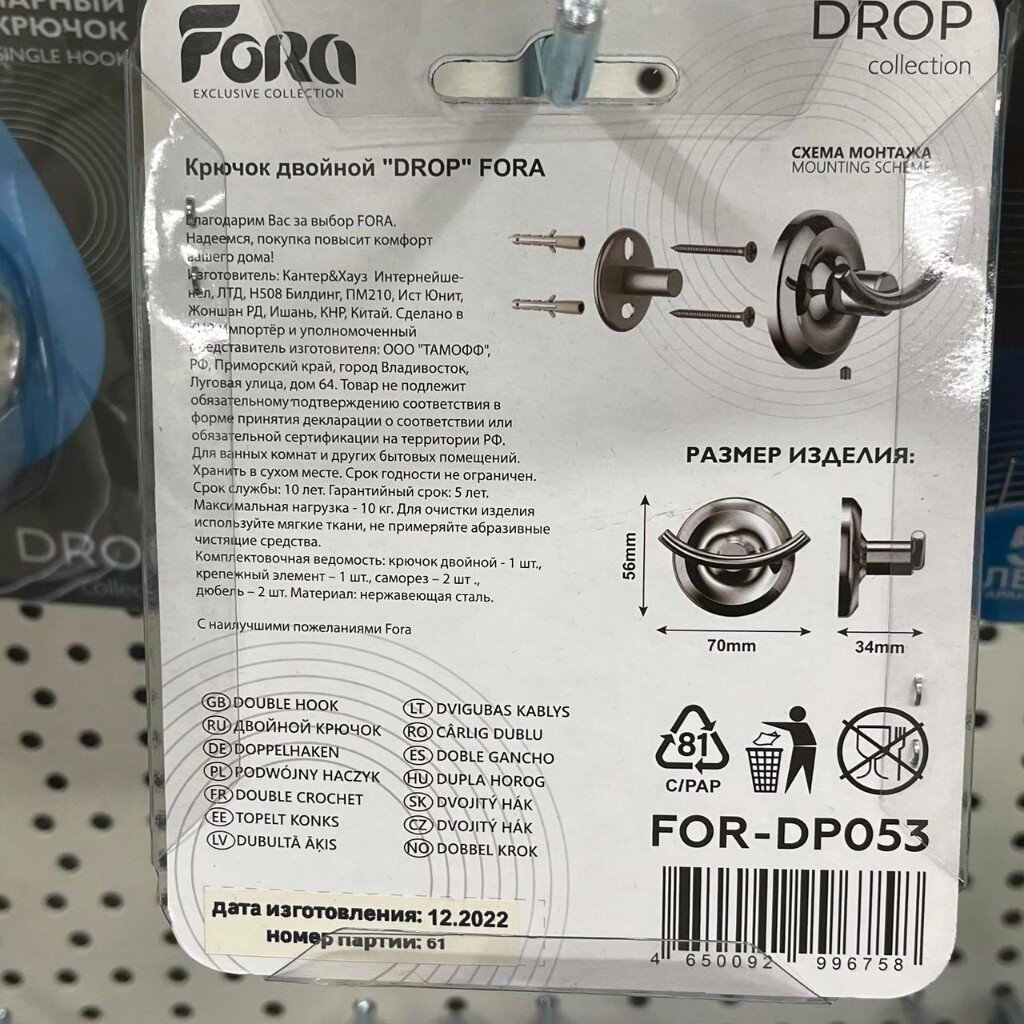 КРЮЧОК
SINGLE HOOK
FORA
EXCLUSIVE COLLECTION
DROP
collection
Крючок двойной "DROP" FORA
СХЕМА МОНТАЖА
MOUNTING SCHEME
Благодарим Вас за выбор FORA.
Надеемся, покупка повысит комфорт
вашего дома!
Изготовитель: Кантер&Хауз Интернейше-
нел, ЛТД, Н508 Билдинг, ПМ210, Ист Юнит,
Жоншан РД, Ишань, КНР, Китай. Сделано в
КНР Импортёр и уполномоченный
представитель изготовителя: ООО "ТАМОФФ",
РФ, Приморский край, город Владивосток,
Луговая улица, дом 64. Товар не подлежит
обязательному подтверждению соответствия в
форме принятия декларации о соответствии или
обязательной сертификации на территории РФ.
Для ванных комнат и других бытовых помещений.
Хранить в сухом месте. Срок годности не ограничен.
Срок службы: 10 лет. Гарантийный срок: 5 лет.
Максимальная нагрузка - 10 кг. Для очистки изделия
используйте мягкие ткани, не примеряйте абразивные
чистящие средства.
Комплектовочная ведомость: крючок двойной - 1 шт.,
крепежный элемент – 1 шт., саморез – 2 шт .,
дюбель – 2 шт. Материал: нержавеющая сталь.
С наилучшими пожеланиями Fora
РАЗМЕР ИЗДЕЛИЯ:
56mm
70mm
34mm
DRO
GB DOUBLE HOOK
RU ДВОЙНОЙ КРЮЧОК
DE DOPPELHAKEN
PL PODWÓJNY HACZYK
FR DOUBLE CROCHET
EE TOPELT KONKS
LV DUBULTĀ ĀĶIS
LT DVIGUBAS KABLYS
RO CÂRLIG DUBLU
ES DOBLE GANCHO
HU DUPLA HOROG
SK DVOJITÝ HÁK
CZ DVOJITÝ HÁK
NO DOBBEL KROK
81
C/PAP
FOR-DP053
дата изготовления: 12.2022
номер партии: 61
4 650092 996758